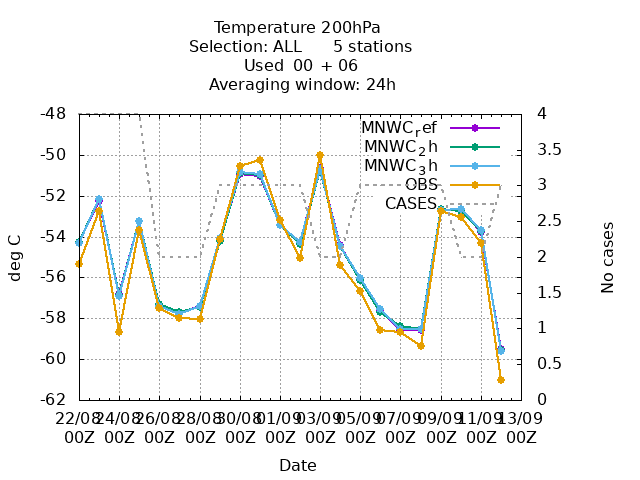 Temperature 200hPa
Selection: ALL 5 stations
Used 00 + 06
Averaging window: 24h
-48
-50
-52
-54
-56
-58
-60
-62
deg C
4
3.5
3
2.5
2
1.5
1
0.5
0
No cases
MNWC_ref
MNWC_2h
MNWC_3h
OBS
CASES
22/08 24/08 26/08 28/08 30/08 01/09 03/09 05/09 07/09 09/09 11/09 13/09
00Z 00Z 00Z 00Z 00Z 00Z 00Z 00Z 00Z 00Z 00Z 00Z
Date